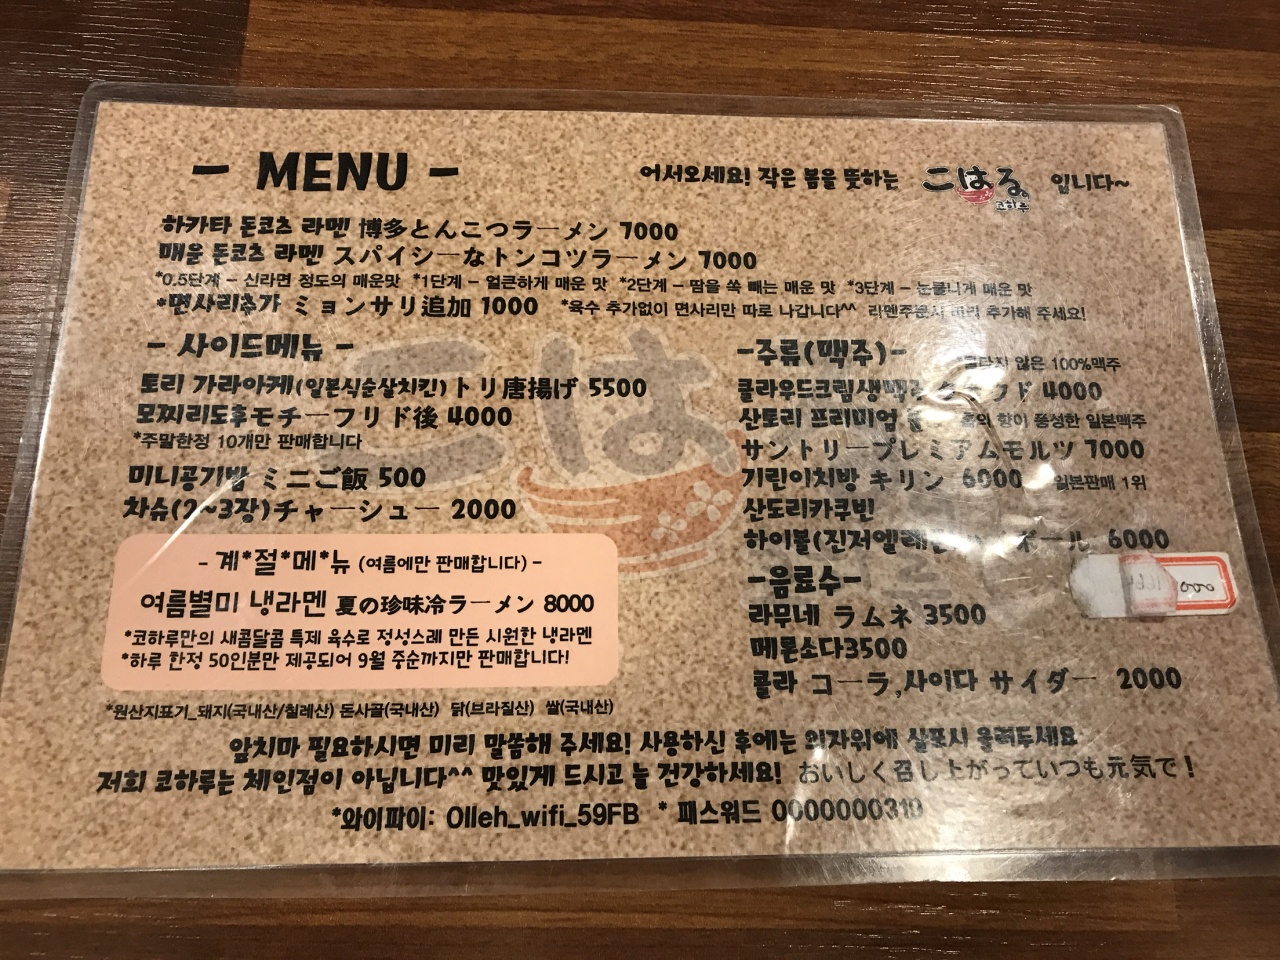 - MENU -
어서오세요! 작은 봄을 뜻하는 こはる 코하루 입니다~
하카타 돈코츠 라멘 博多とんこつラーメン 7000
매운 돈코츠 라멘 スパイシーなトンコツラーメン 7000
*0.5단계 - 신라면 정도의 매운맛 *1단계 - 얼큰하게 매운 맛 *2단계 - 땀을 쏙 빼는 매운 맛 *3단계 - 눈물나게 매운 맛
*면사리추가 ミョンサリ追加 1000 *육수 추가없이 면사리만 따로 나갑니다^^ 라멘주문시 미리 추가해 주세요!
- 사이드메뉴 -
토리 가라아게(일본식순살치킨)トリ唐揚げ 5500
모찌리도후モチーフリド後 4000
*주말한정 10개만 판매합니다
미니공기밥 ミニご飯 500
차슈(2~3장)チャーシュー 2000
- 계*절*메*뉴 (여름에만 판매합니다) -
여름별미 냉라멘 夏の珍味冷ラーメン 8000
*코하루만의 새콤달콤 특제 육수로 정성스레 만든 시원한 냉라멘
*하루 한정 50인분만 제공되어 9월 중순까지만 판매합니다!
*원산지표기_돼지(국내산/칠레산) 돈사골(국내산) 닭(브라질산) 쌀(국내산)
-주류(맥주)-
않은 100%맥주
클라우드크림생맥주 4000
산토리 프리미엄 향이 풍성한 일본맥주
サントリープレミアムモルツ 7000
기린이치방 キリン 6000 일본판매 1위
산도리카쿠빈
하이볼(진저엘 ボール 6000
-음료수-
라무네 ラムネ 3500
메론소다3500
콜라 コーラ,사이다 サイダー 2000
앞치마 필요하시면 미리 말씀해 주세요! 사용하신 후에는 의자위에 살포시 올려두세요
저희 코하루는 체인점이 아닙니다^^ 맛있게 드시고 늘 건강하세요! おいしく召し上がっていつも元気で!
*와이파이: Olleh_wifi_59FB * 패스워드 0000000310